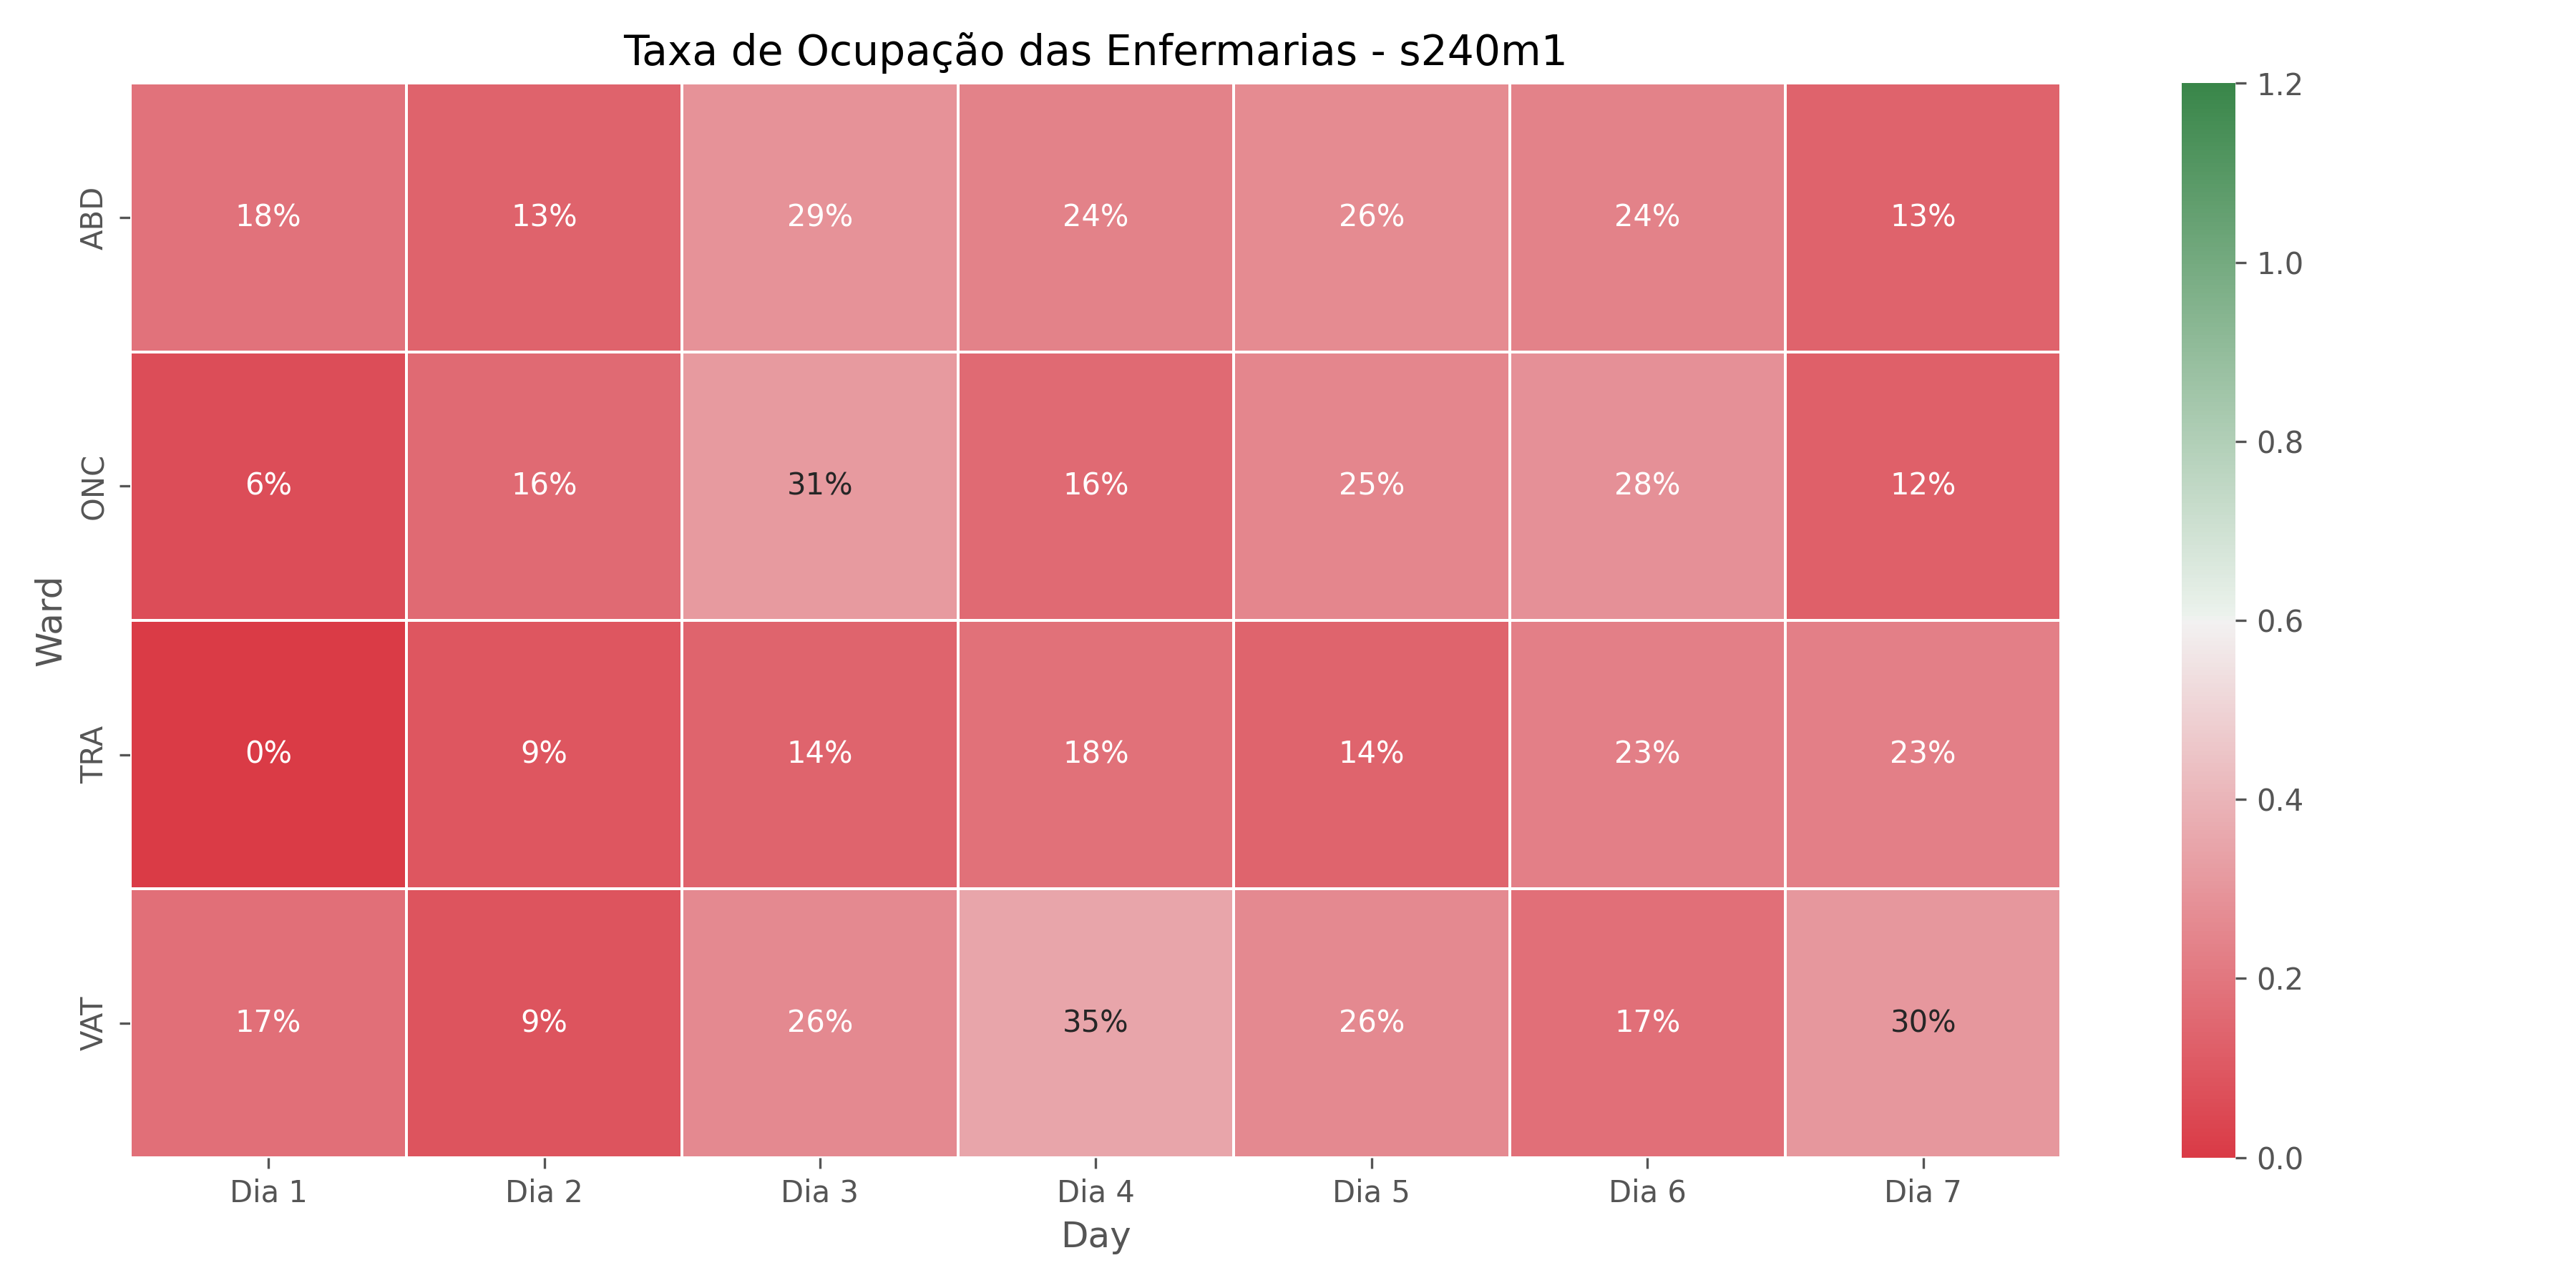 Taxa de Ocupação das Enfermarias - s240m1
Ward
ABD 18% 13% 29% 24% 26% 24% 13%
ONC 6% 16% 31% 16% 25% 28% 12%
TRA 0% 9% 14% 18% 14% 23% 23%
VAT 17% 9% 26% 35% 26% 17% 30%
Dia 1 Dia 2 Dia 3 Dia 4 Dia 5 Dia 6 Dia 7
Day
1.2
1.0
0.8
0.6
0.4
0.2
0.0